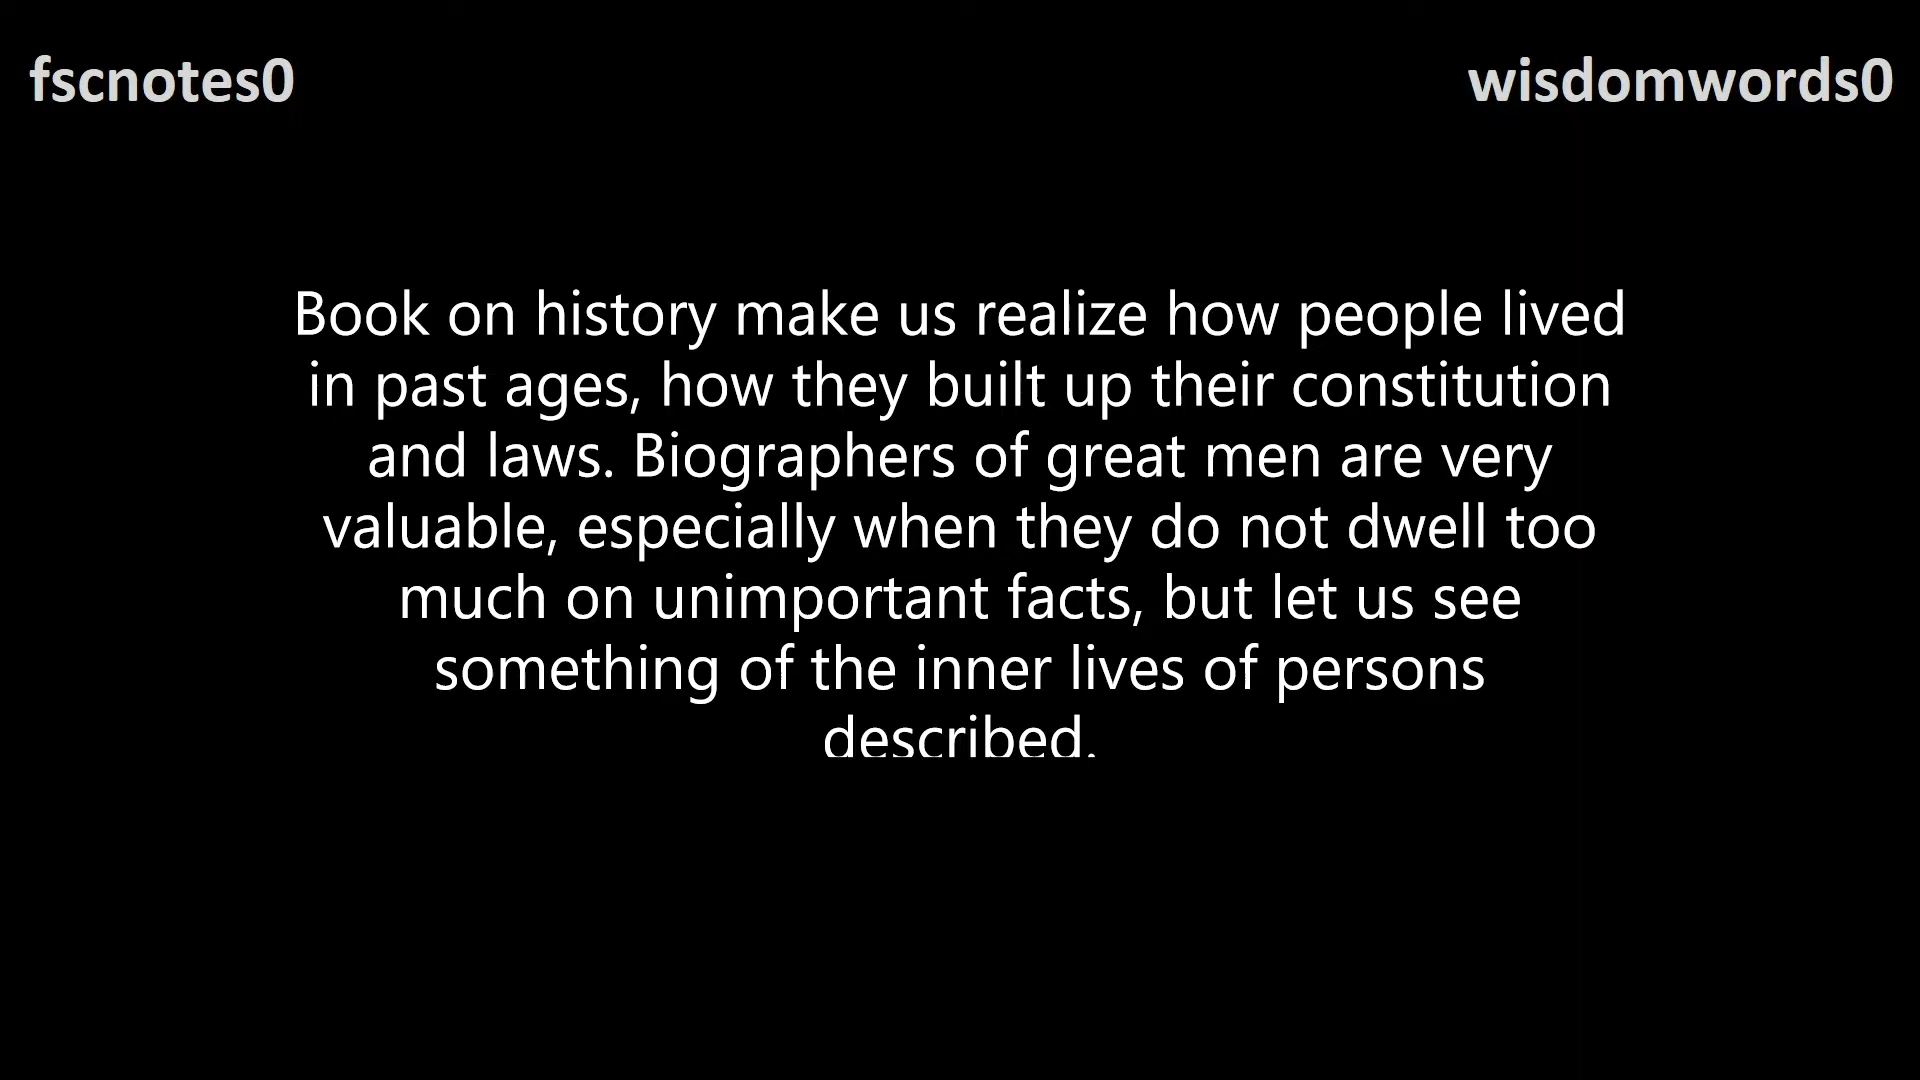 fscnotes0
wisdomwords0
Book on history make us realize how people lived
in past ages, how they built up their constitution
and laws. Biographers of great men are very
valuable, especially when they do not dwell too
much on unimportant facts, but let us see
something of the inner lives of persons
described.